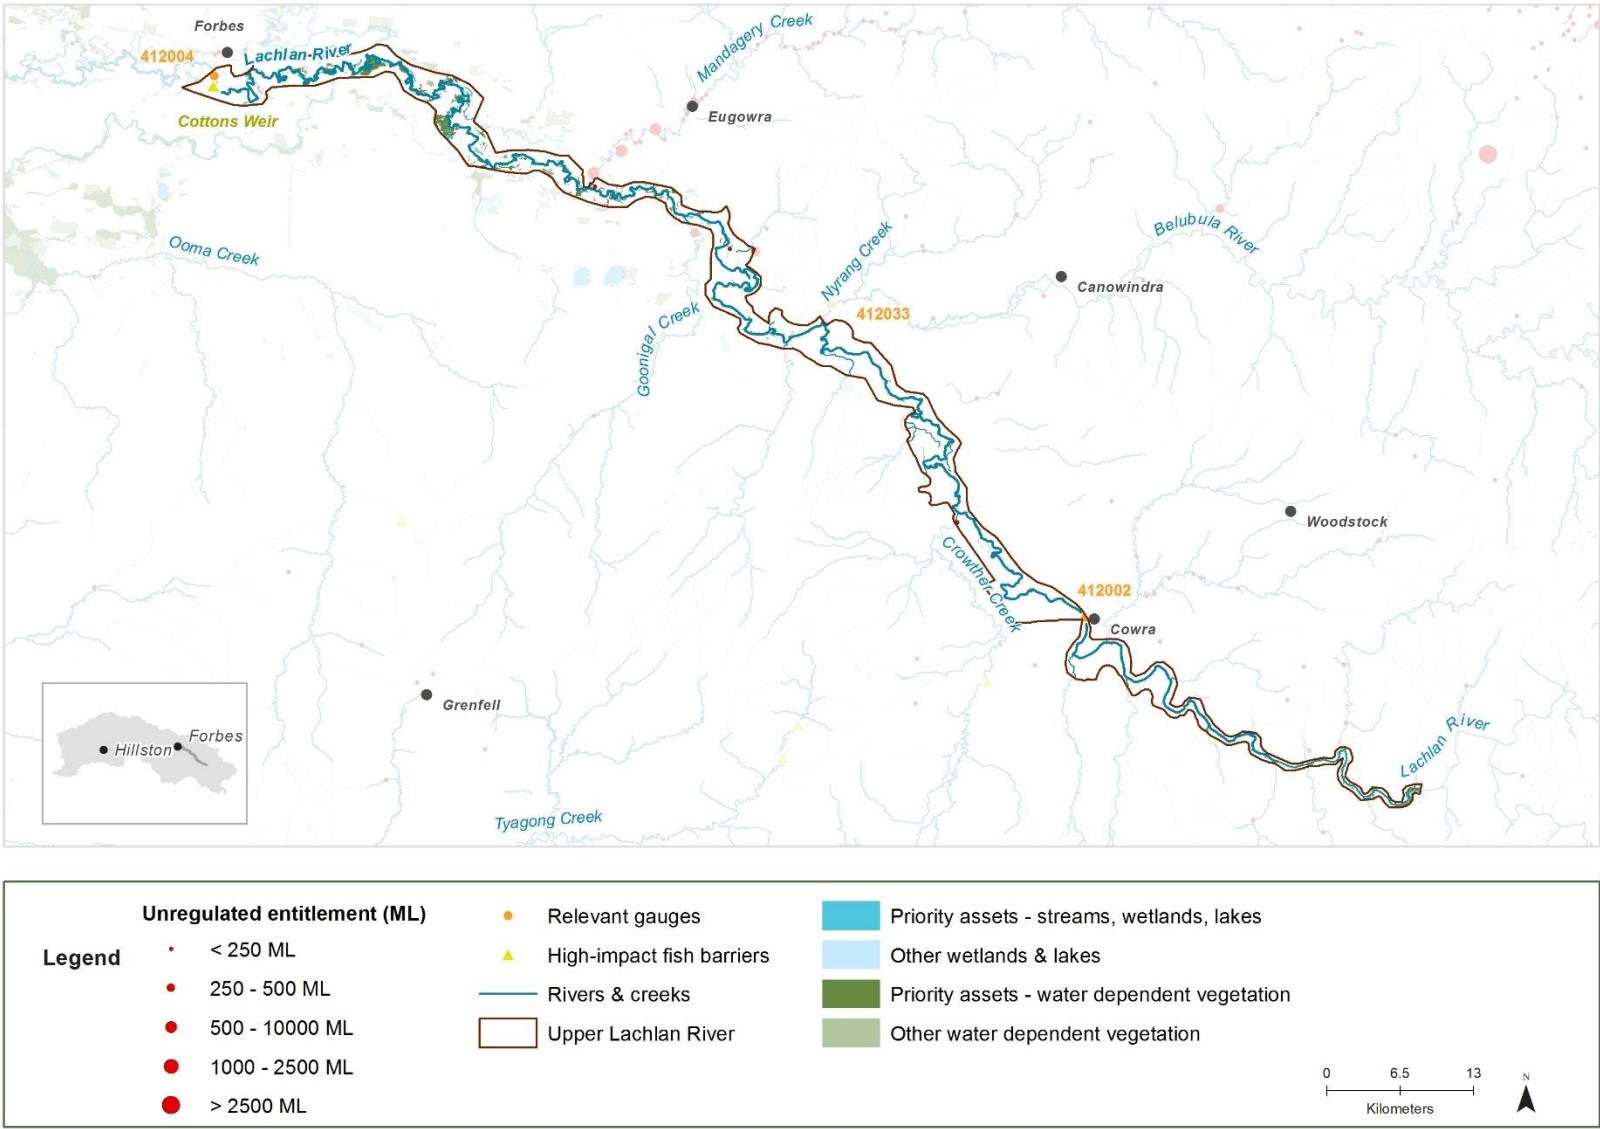 Forbes
412004
Lachlan River
Cottons Weir
Mandagery Creek
Eugowra
Ooma Creek
Goonigal Creek
Nyrang Creek
412033
Belubula River
Canowindra
Woodstock
Crowther Creek
412002
Cowra
Grenfell
Lachlan River
Tyagong Creek
Hillston
Forbes
Legend
Unregulated entitlement (ML)
< 250 ML
250 - 500 ML
500 - 10000 ML
1000 - 2500 ML
> 2500 ML
Relevant gauges
High-impact fish barriers
Rivers & creeks
Upper Lachlan River
Priority assets - streams, wetlands, lakes
Other wetlands & lakes
Priority assets - water dependent vegetation
Other water dependent vegetation
0 6.5 13
Kilometers
N